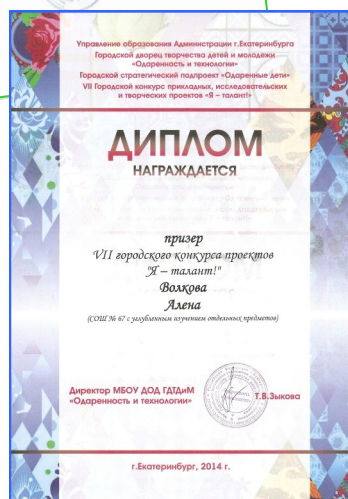 Управление образования Администрации г.Екатеринбурга
Городской дворец творчества детей и молодежи
«Одаренность и технологии»
Городской стратегический подпроект «Одаренные дети»
VII Городской конкурс прикладных, исследовательских
и творческих проектов «Я – талант!»
ДИПЛОМ
НАГРАЖДАЕТСЯ
призер
VII городского конкурса проектов
"Я – талант!"
Волкова
Алена
(СОШ № 67 с углубленным изучением отдельных предметов)
Директор МБОУ ДОД ГДТДиМ
«Одаренность и технологии»
Т.В.Зыкова
г.Екатеринбург, 2014 г.